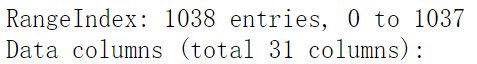 RangeIndex: 1038 entries, 0 to 1037
Data columns (total 31 columns):